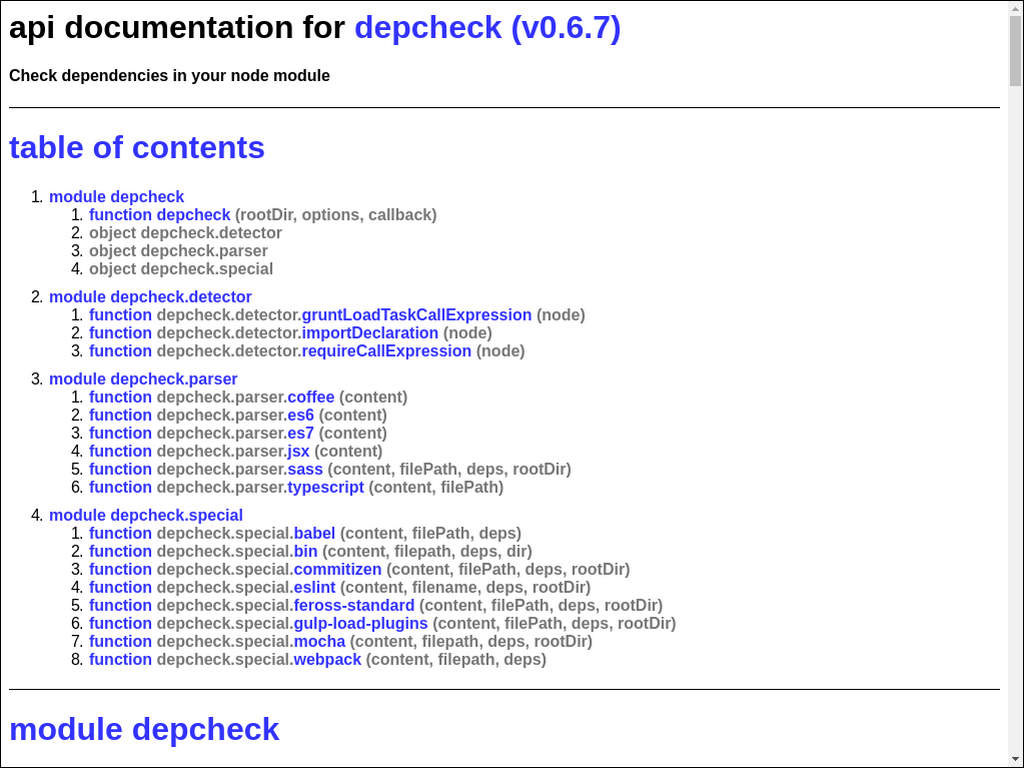 api documentation for depcheck (v0.6.7)
Check dependencies in your node module
table of contents
1. module depcheck
1. function depcheck (rootDir, options, callback)
2. object depcheck.detector
3. object depcheck.parser
4. object depcheck.special
2. module depcheck.detector
1. function depcheck.detector.gruntLoadTaskCallExpression (node)
2. function depcheck.detector.importDeclaration (node)
3. function depcheck.detector.requireCallExpression (node)
3. module depcheck.parser
1. function depcheck.parser.coffee (content)
2. function depcheck.parser.es6 (content)
3. function depcheck.parser.es7 (content)
4. function depcheck.parser.jsx (content)
5. function depcheck.parser.sass (content, filePath, deps, rootDir)
6. function depcheck.parser.typescript (content, filePath)
4. module depcheck.special
1. function depcheck.special.babel (content, filePath, deps)
2. function depcheck.special.bin (content, filepath, deps, dir)
3. function depcheck.special.commitizen (content, filePath, deps, rootDir)
4. function depcheck.special.eslint (content, filename, deps, rootDir)
5. function depcheck.special.feross-standard (content, filePath, deps, rootDir)
6. function depcheck.special.gulp-load-plugins (content, filePath, deps, rootDir)
7. function depcheck.special.mocha (content, filepath, deps, rootDir)
8. function depcheck.special.webpack (content, filepath, deps)
module depcheck